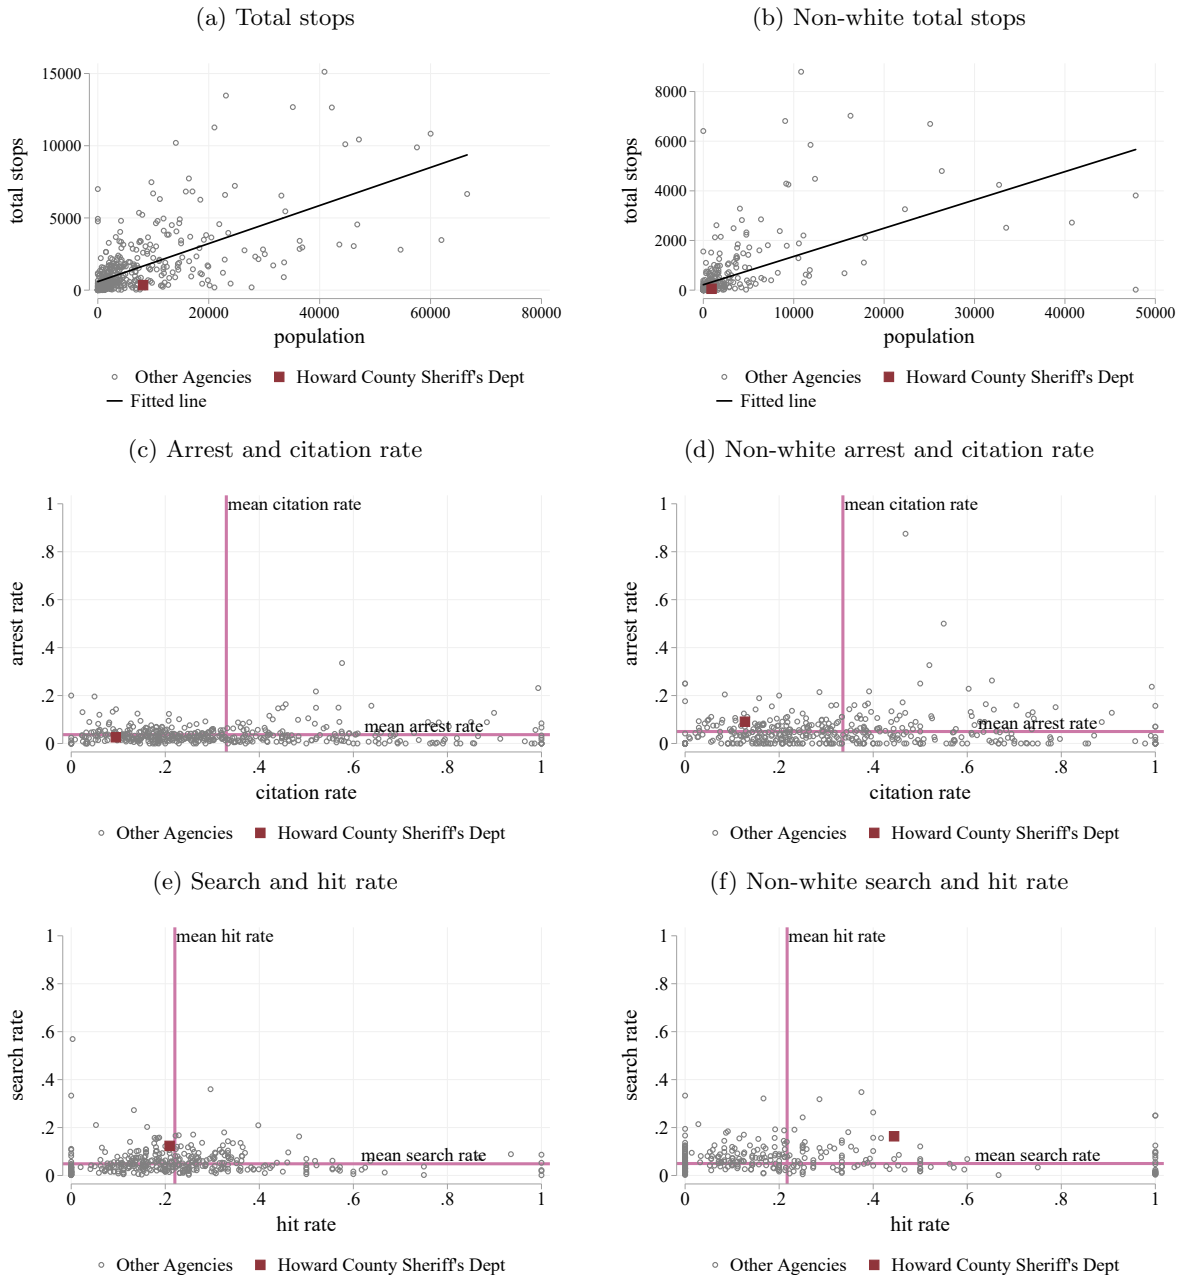 (a) Total stops
15000
10000
5000
0
total stops
0 20000 40000 60000 80000
population
Other Agencies Howard County Sheriff's Dept
Fitted line
(b) Non-white total stops
8000
6000
4000
2000
0
total stops
0 10000 20000 30000 40000 50000
population
Other Agencies Howard County Sheriff's Dept
Fitted line
(c) Arrest and citation rate
1
.8
.6
.4
.2
0
arrest rate
mean citation rate
mean arrest rate
0 .2 .4 .6 .8 1
citation rate
Other Agencies Howard County Sheriff's Dept
(d) Non-white arrest and citation rate
1
.8
.6
.4
.2
0
arrest rate
mean citation rate
mean arrest rate
0 .2 .4 .6 .8 1
citation rate
Other Agencies Howard County Sheriff's Dept
(e) Search and hit rate
1
.8
.6
.4
.2
0
search rate
mean hit rate
mean search rate
0 .2 .4 .6 .8 1
hit rate
Other Agencies Howard County Sheriff's Dept
(f) Non-white search and hit rate
1
.8
.6
.4
.2
0
search rate
mean hit rate
mean search rate
0 .2 .4 .6 .8 1
hit rate
Other Agencies Howard County Sheriff's Dept